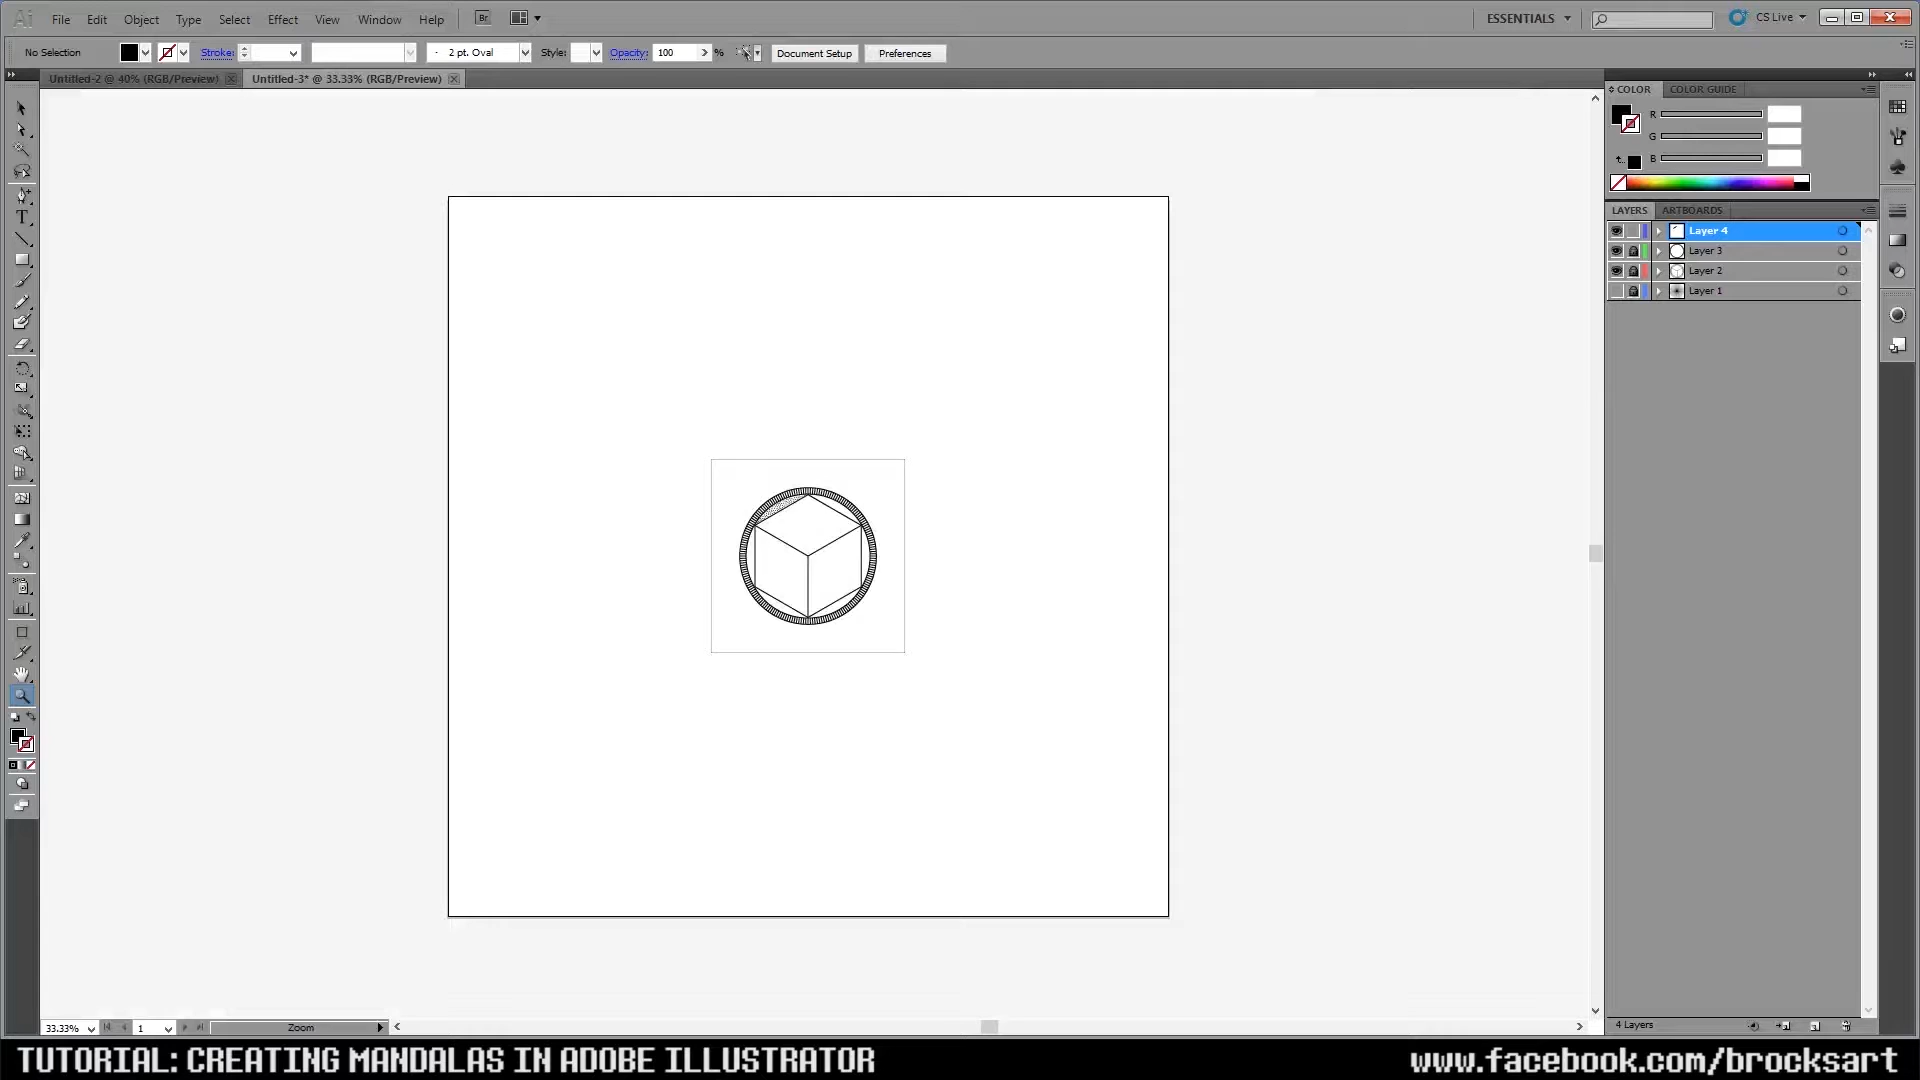 Ai File Edit Object Type Select Effect View Window Help Br ESSENTIALS CS Live
No Selection Stroke: 2 pt. Oval Style: Opacity: 100 % Document Setup Preferences
Untitled-2 @ 40% (RGB/Preview) Untitled-3* @ 33.33% (RGB/Preview)
COLOR COLOR GUIDE
R
G
B
LAYERS ARTBOARDS
Layer 4
Layer 3
Layer 2
Layer 1
T
4 Layers
33.33% 1 Zoom
TUTORIAL: CREATING MANDALAS IN ADOBE ILLUSTRATOR
www.facebook.com/brocksart